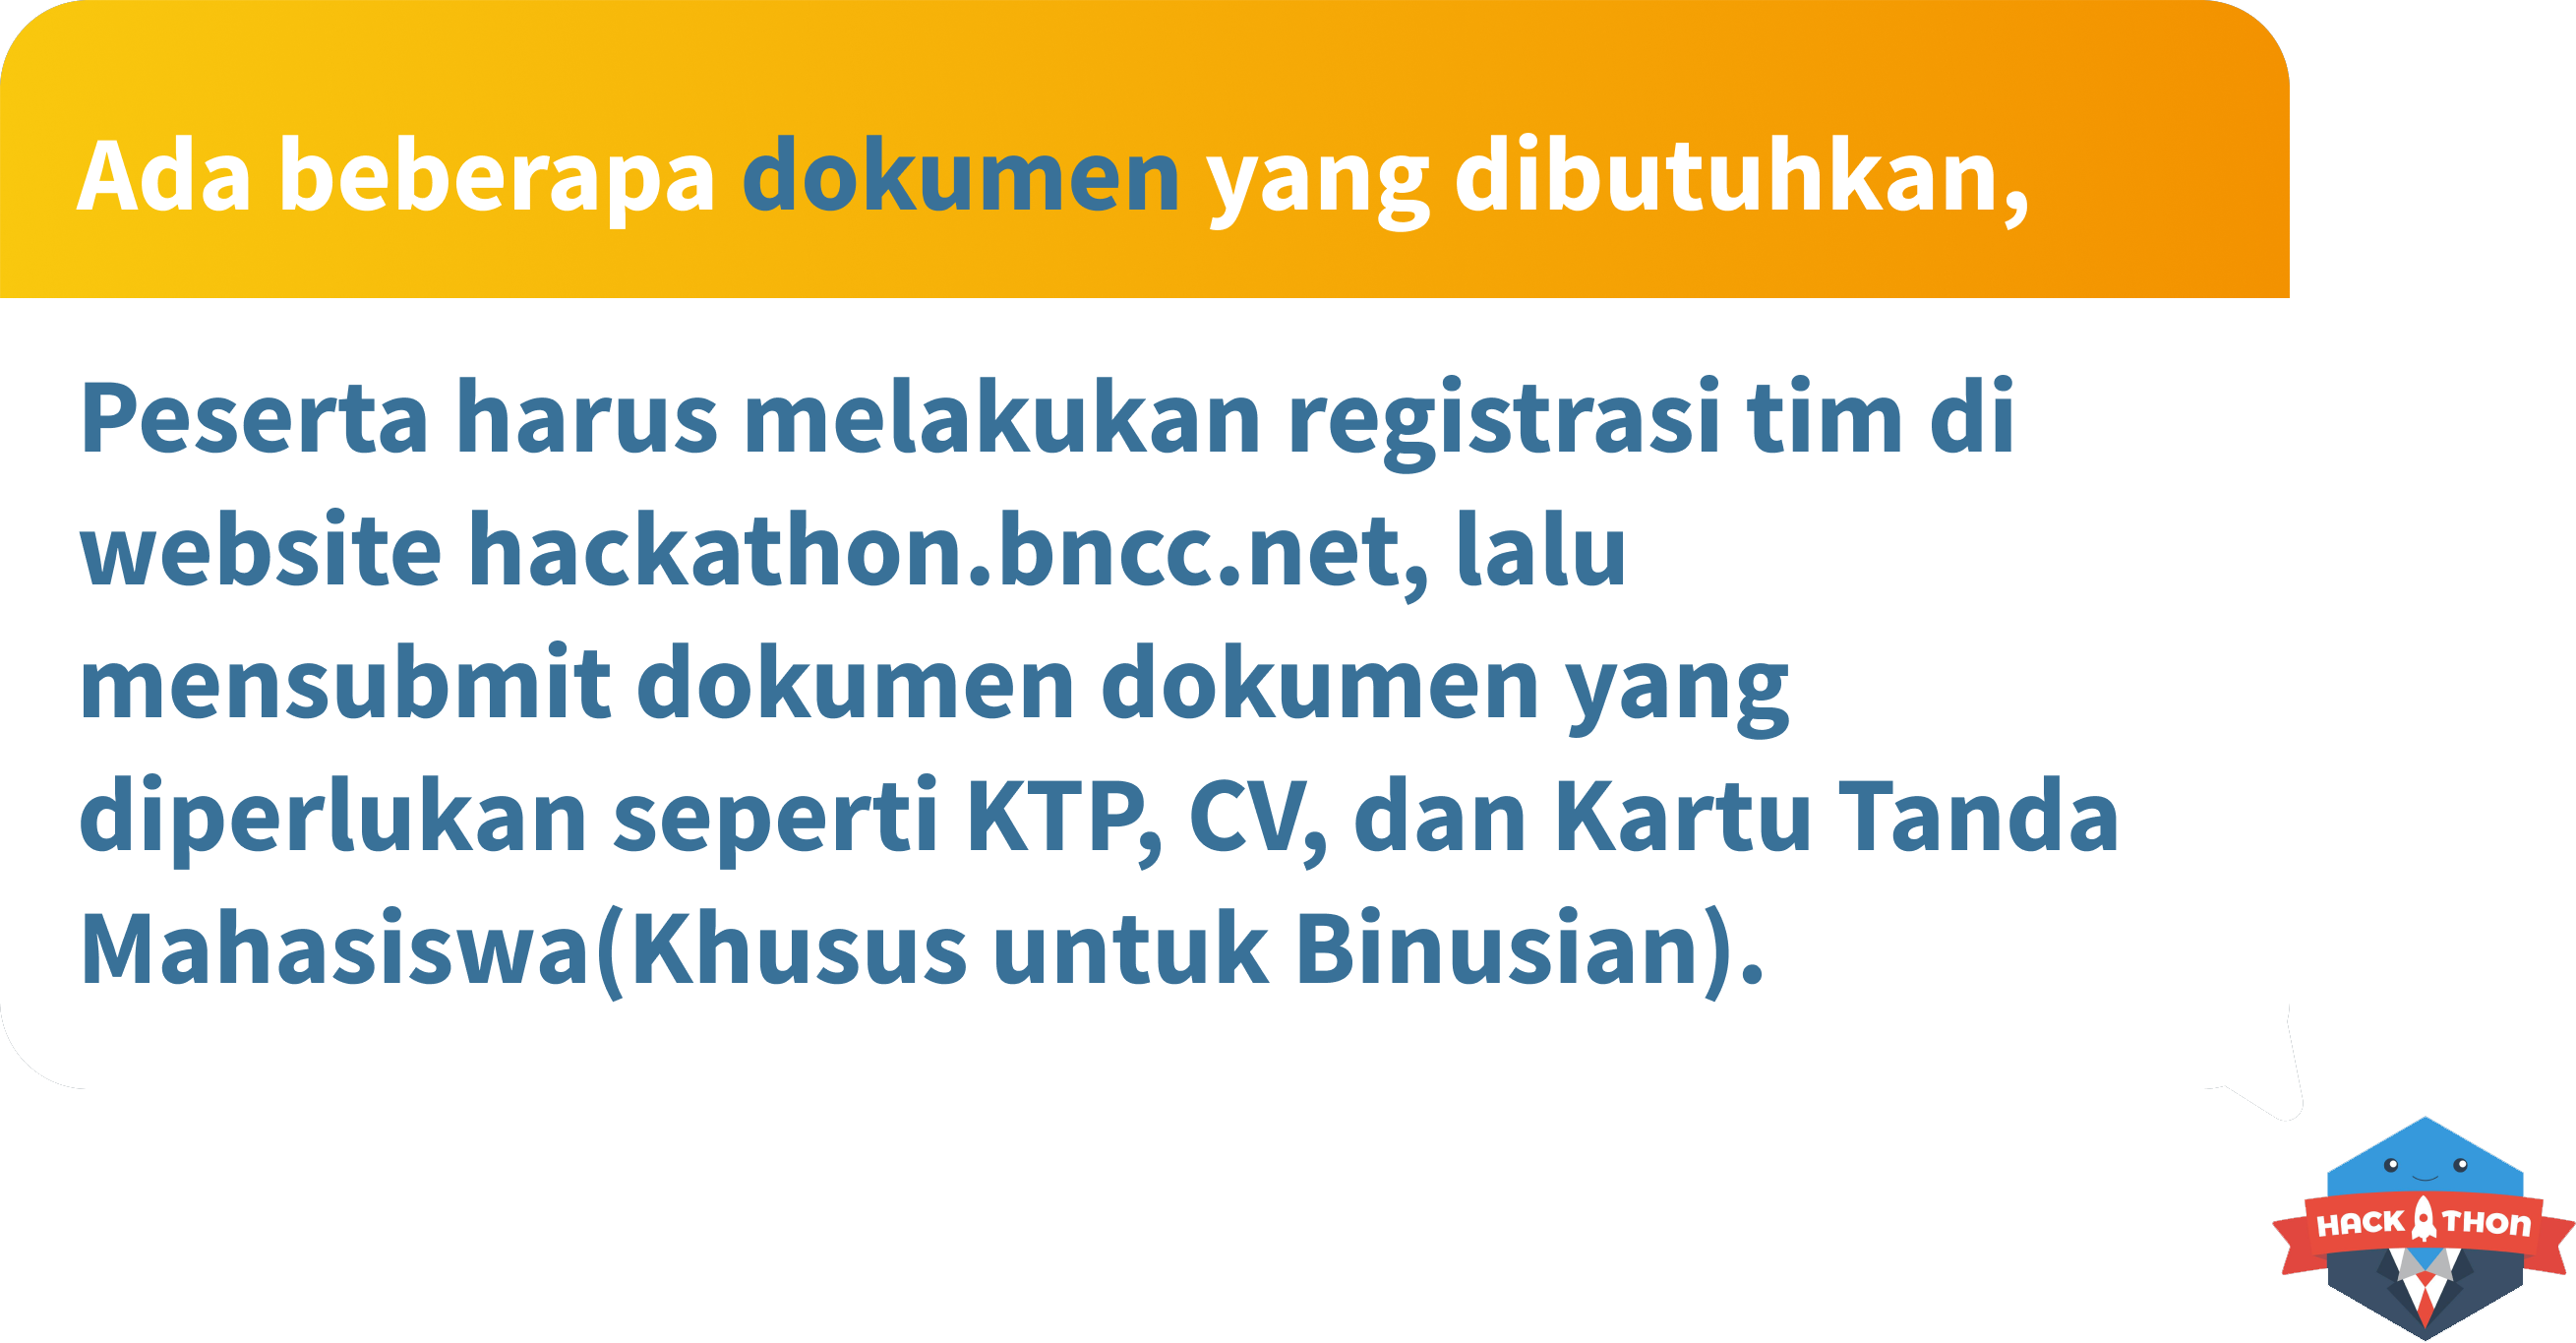 Ada beberapa dokumen yang dibutuhkan,
Peserta harus melakukan registrasi tim di
website hackathon.bncc.net, lalu
mensubmit dokumen dokumen yang
diperlukan seperti KTP, CV, dan Kartu Tanda
Mahasiswa(Khusus untuk Binusian).
HACK THON